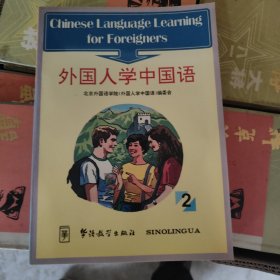 Chinese Language Learning
for Foreigners
外国人学中国语
北京外国语学院《外国人学中国语》编委会
2
华语教学出版社 SINOLINGUA